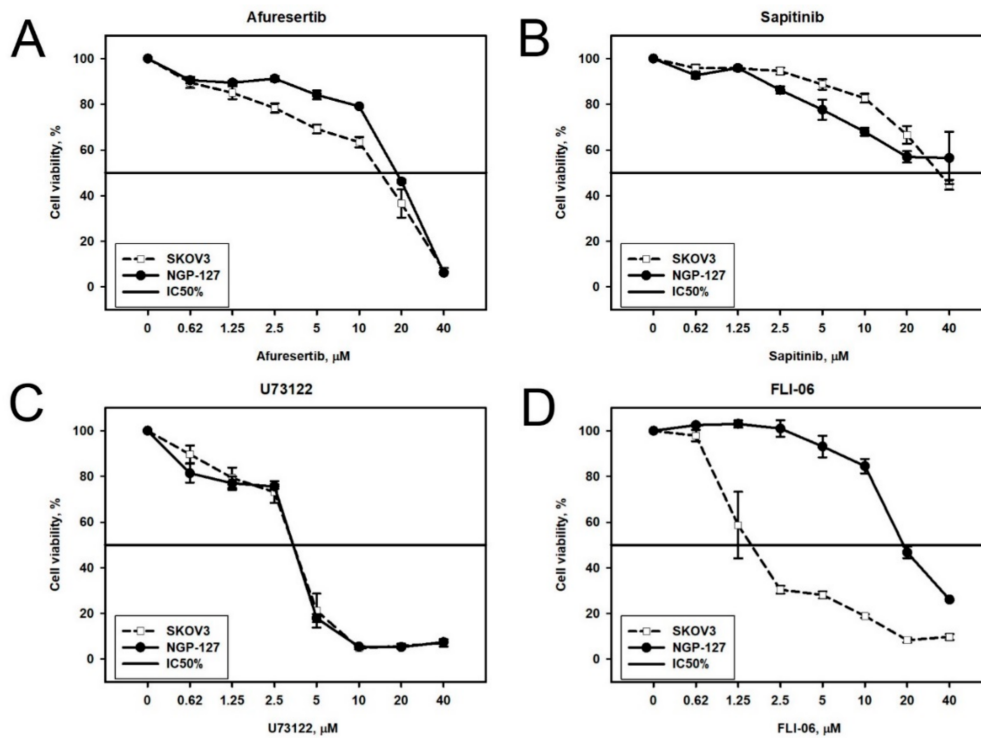 A
Afuresertib
Cell viability, %
100
80
60
40
20
0
SKOV3
NGP-127
IC50%
0 0.62 1.25 2.5 5 10 20 40
Afuresertib, μM
B
Sapitinib
Cell viability, %
100
80
60
40
20
0
SKOV3
NGP-127
IC50%
0 0.62 1.25 2.5 5 10 20 40
Sapitinib, μM
C
U73122
Cell viability, %
100
80
60
40
20
0
SKOV3
NGP-127
IC50%
0 0.62 1.25 2.5 5 10 20 40
U73122, μM
D
FLI-06
Cell viability, %
100
80
60
40
20
0
SKOV3
NGP-127
IC50%
0 0.62 1.25 2.5 5 10 20 40
FLI-06, μM